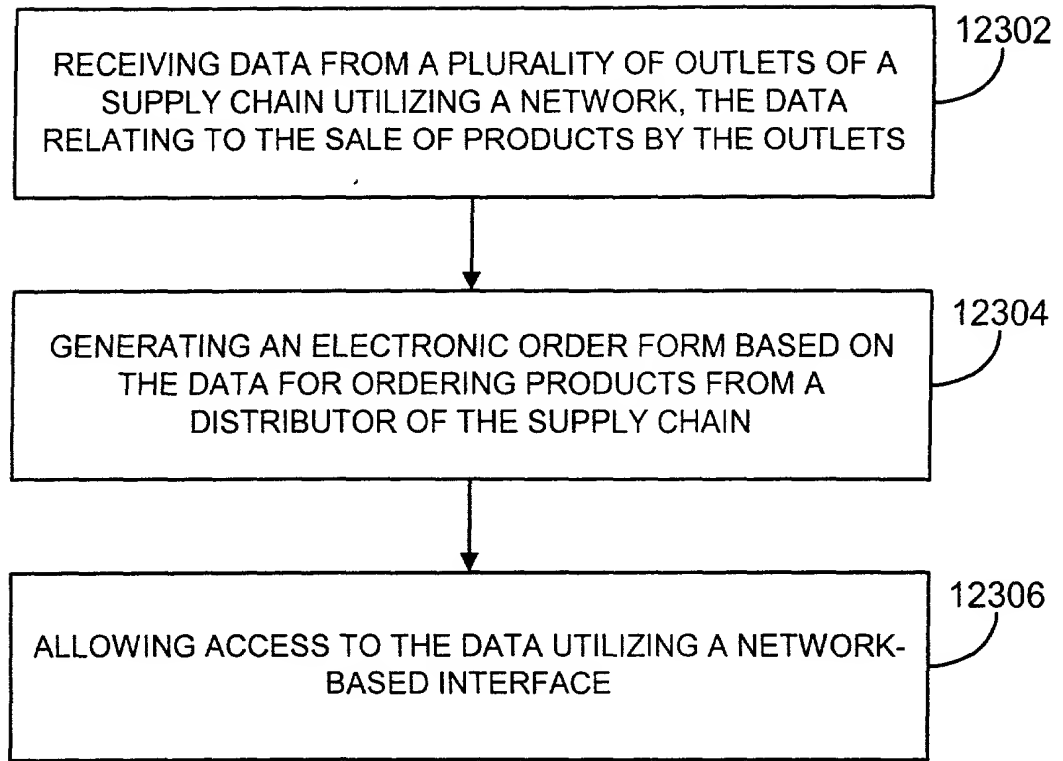 12302
RECEIVING DATA FROM A PLURALITY OF OUTLETS OF A
SUPPLY CHAIN UTILIZING A NETWORK, THE DATA
RELATING TO THE SALE OF PRODUCTS BY THE OUTLETS
12304
GENERATING AN ELECTRONIC ORDER FORM BASED ON
THE DATA FOR ORDERING PRODUCTS FROM A
DISTRIBUTOR OF THE SUPPLY CHAIN
12306
ALLOWING ACCESS TO THE DATA UTILIZING A NETWORK-
BASED INTERFACE